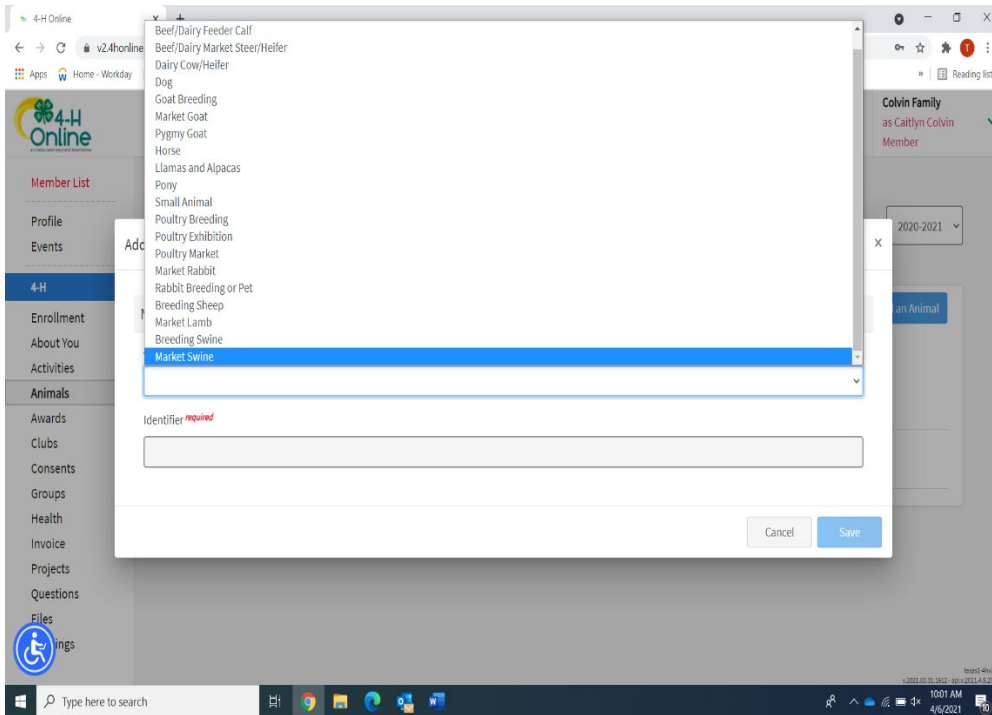 4-H Online
v2.4honline
Apps
Home - Workday
Reading list
4-H
Online
Colvin Family
as Caitlyn Colvin
Member
Member List
Profile
Events
4-H
Enrollment
About You
Activities
Animals
Awards
Clubs
Consents
Groups
Health
Invoice
Projects
Questions
Files
ings
2020-2021
an Animal
Add
x
Beef/Dairy Feeder Calf
Beef/Dairy Market Steer/Heifer
Dairy Cow/Heifer
Dog
Goat Breeding
Market Goat
Pygmy Goat
Horse
Llamas and Alpacas
Pony
Small Animal
Poultry Breeding
Poultry Exhibition
Poultry Market
Market Rabbit
Rabbit Breeding or Pet
Breeding Sheep
Market Lamb
Breeding Swine
Market Swine
Identifier required
Cancel
Save
Type here to search
10:01 AM
4/6/2021